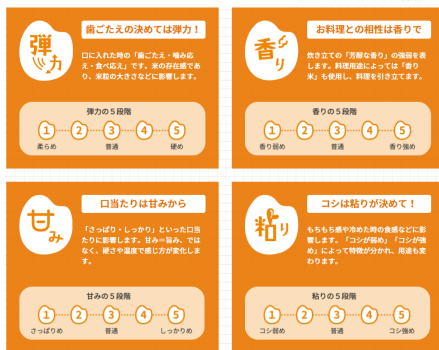 弾力
歯ごたえの決めては弾力！
口に入れた時の「歯ごたえ・噛み応
え・食べ応え」です。米の存在感であ
り、米粒の大きさなどに影響します。
弾力の５段階
1 2 3 4 5
柔らめ 普通 硬め
香り
お料理との相性は香りで
炊き立ての「芳醇な香り」の強弱を表
します。料理用途によっては「香り
米」も使用し、料理を引き立てます。
香りの５段階
1 2 3 4 5
香り弱め 普通 香り強め
甘み
口当たりは甘みから
「さっぱり・しっかり」といった口当
たりに影響します。甘み＝旨み、では
なく、硬さや温度で感じ方が変化しま
す。
甘みの５段階
1 2 3 4 5
さっぱりめ 普通 しっかりめ
粘り
コシは粘りが決めて！
もちもち感や冷めた時の食感などに影
響します。「コシが弱め」「コシが強
め」によって特徴が分かれ、用途も変
わります。
粘りの５段階
1 2 3 4 5
コシ弱め 普通 コシ強め